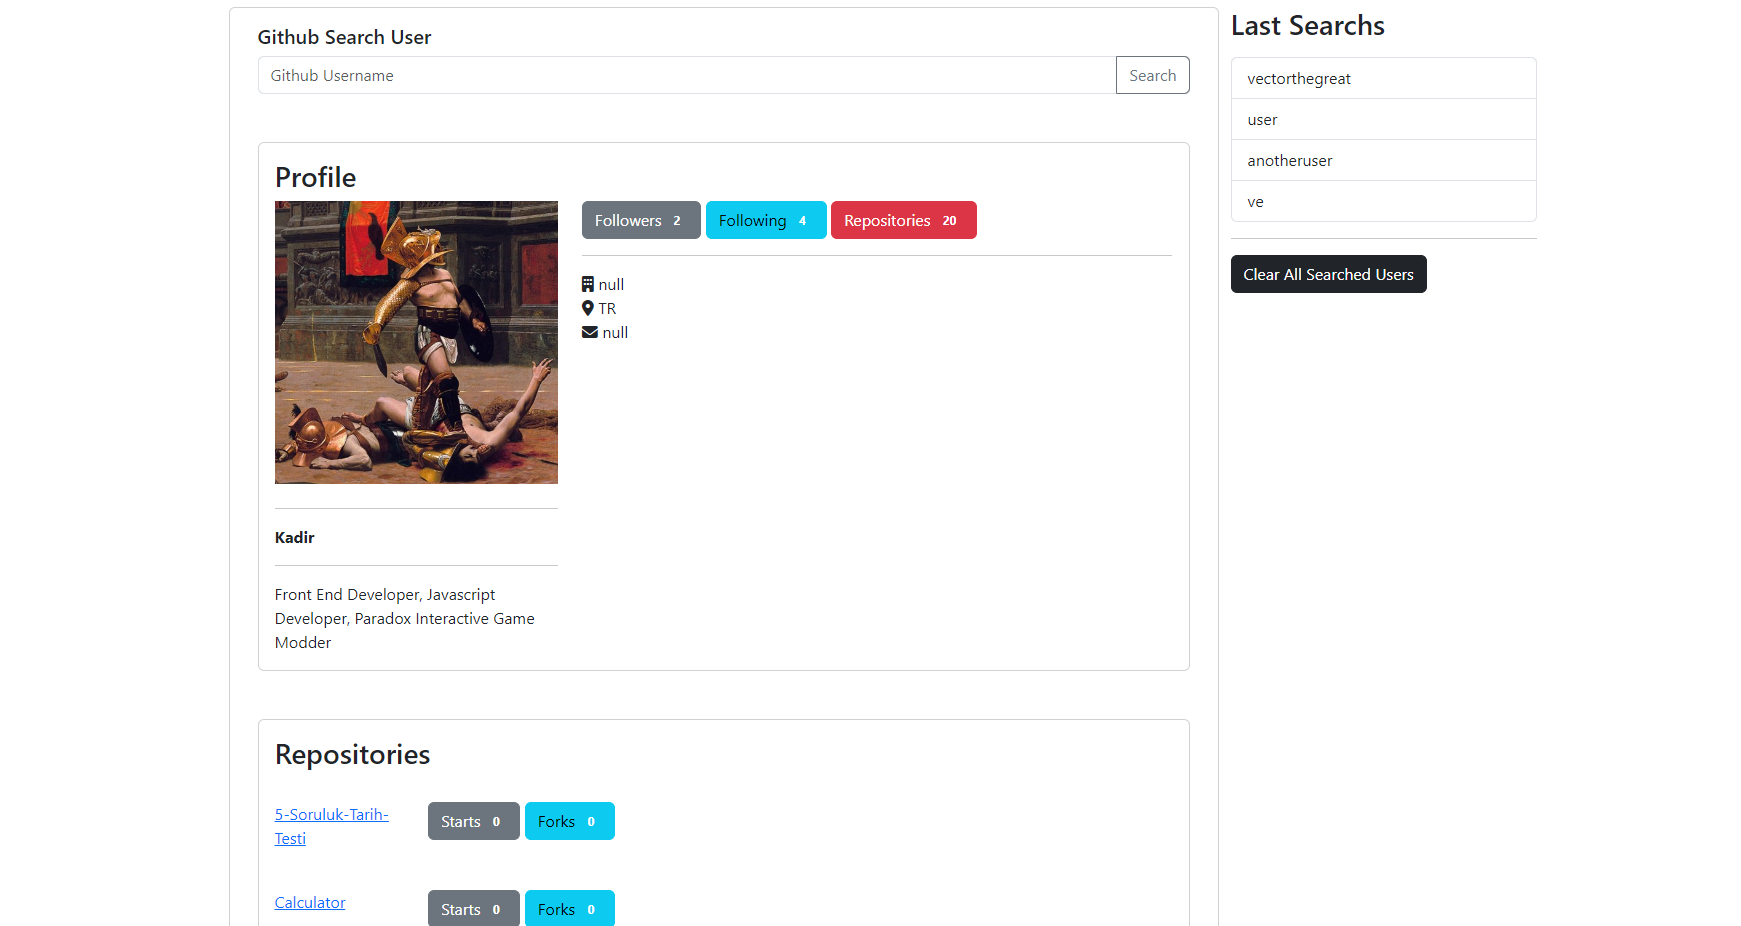 Github Search User
Github Username
Search
Profile
Followers 2
Following 4
Repositories 20
null
TR
null
Kadir
Front End Developer, Javascript
Developer, Paradox Interactive Game
Modder
Repositories
5-Soruluk-Tarih-
Testi
Starts 0
Forks 0
Calculator
Starts 0
Forks 0
Last Searchs
vectorthegreat
user
anotheruser
ve
Clear All Searched Users